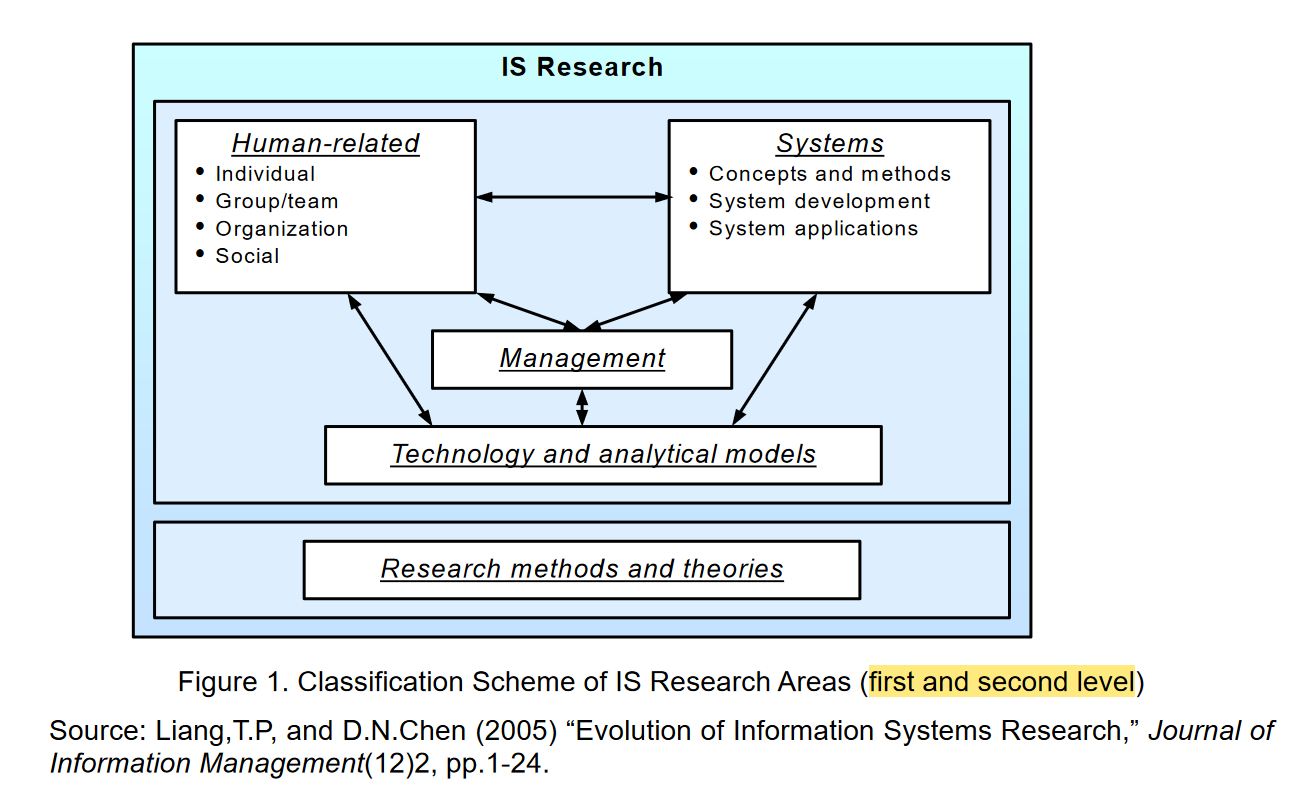 IS Research
Human-related
• Individual
• Group/team
• Organization
• Social
Systems
• Concepts and methods
• System development
• System applications
Management
Technology and analytical models
Research methods and theories
Figure 1. Classification Scheme of IS Research Areas (first and second level)
Source: Liang,T.P, and D.N.Chen (2005) “Evolution of Information Systems Research,” Journal of
Information Management(12)2, pp.1-24.